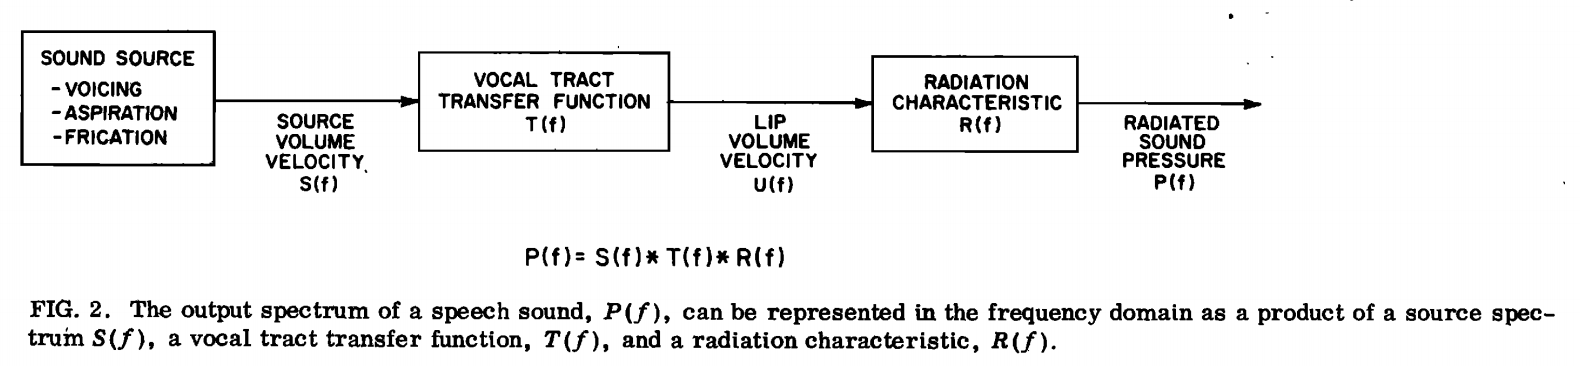 SOUND SOURCE
-VOICING
-ASPIRATION
-FRICATION
SOURCE
VOLUME
VELOCITY
S(f)
VOCAL TRACT
TRANSFER FUNCTION
T(f)
LIP
VOLUME
VELOCITY
U(f)
RADIATION
CHARACTERISTIC
R(f)
RADIATED
SOUND
PRESSURE
P(f)
P(f)= S(f)* T(f)* R(f)
FIG. 2. The output spectrum of a speech sound, P(f), can be represented in the frequency domain as a product of a source spec-
trum S(f), a vocal tract transfer function, T(f), and a radiation characteristic, R(f).